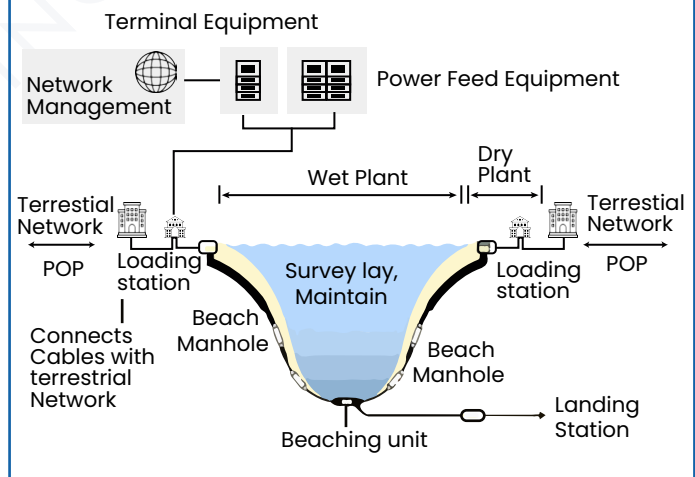 Terminal Equipment
Network
Management
Power Feed Equipment
Dry
Plant
Wet Plant
Terrestial
Network
POP
Loading
station
Connects
Cables with
terrestrial
Network
Survey lay,
Maintain
Beach
Manhole
Beach
Manhole
Loading
station
Terrestial
Network
POP
Beaching unit
Landing
Station